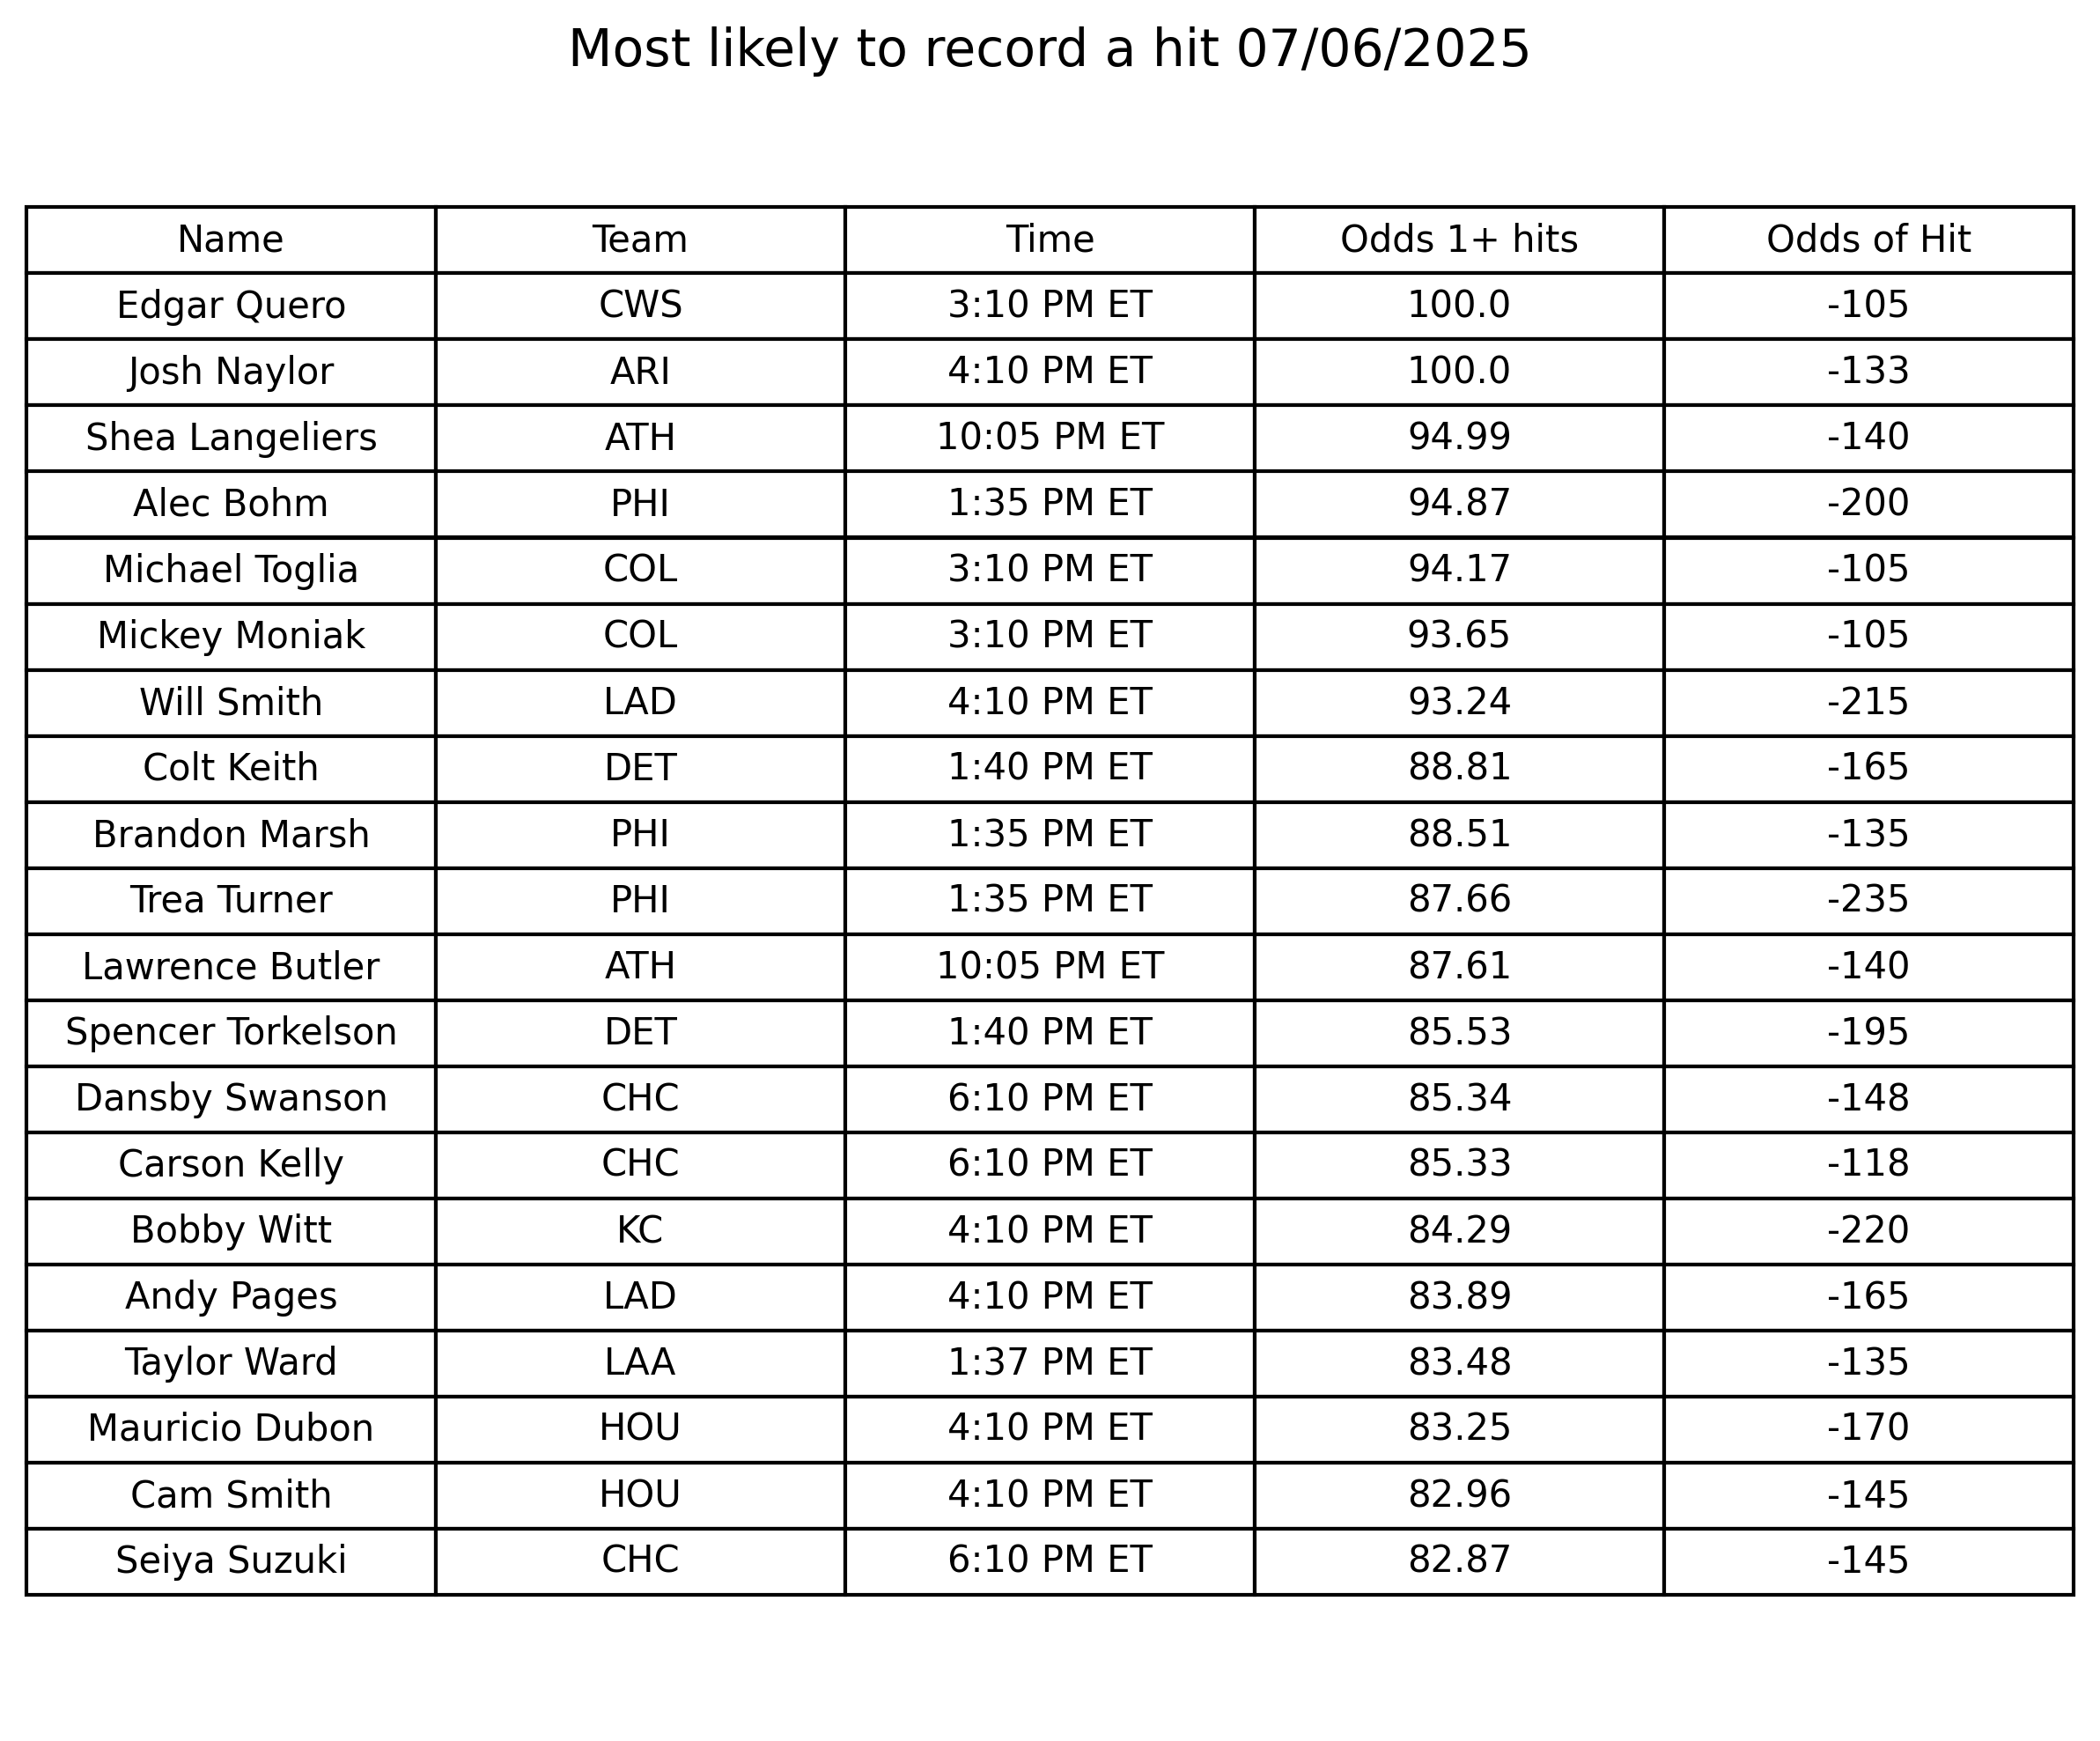 Most likely to record a hit 07/06/2025
Name Team Time Odds 1+ hits Odds of Hit
Edgar Quero CWS 3:10 PM ET 100.0 -105
Josh Naylor ARI 4:10 PM ET 100.0 -133
Shea Langeliers ATH 10:05 PM ET 94.99 -140
Alec Bohm PHI 1:35 PM ET 94.87 -200
Michael Toglia COL 3:10 PM ET 94.17 -105
Mickey Moniak COL 3:10 PM ET 93.65 -105
Will Smith LAD 4:10 PM ET 93.24 -215
Colt Keith DET 1:40 PM ET 88.81 -165
Brandon Marsh PHI 1:35 PM ET 88.51 -135
Trea Turner PHI 1:35 PM ET 87.66 -235
Lawrence Butler ATH 10:05 PM ET 87.61 -140
Spencer Torkelson DET 1:40 PM ET 85.53 -195
Dansby Swanson CHC 6:10 PM ET 85.34 -148
Carson Kelly CHC 6:10 PM ET 85.33 -118
Bobby Witt KC 4:10 PM ET 84.29 -220
Andy Pages LAD 4:10 PM ET 83.89 -165
Taylor Ward LAA 1:37 PM ET 83.48 -135
Mauricio Dubon HOU 4:10 PM ET 83.25 -170
Cam Smith HOU 4:10 PM ET 82.96 -145
Seiya Suzuki CHC 6:10 PM ET 82.87 -145